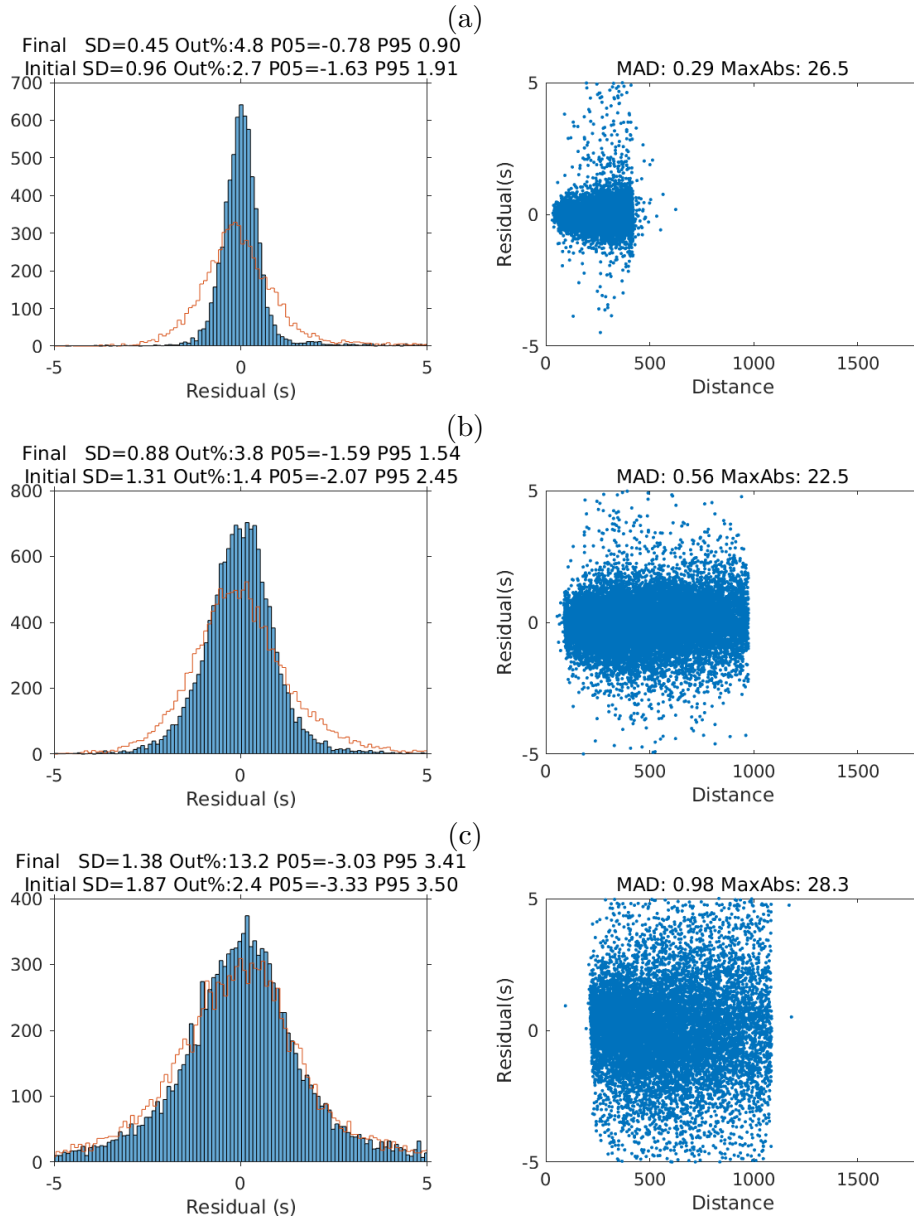 (a)
Final   SD=0.45 Out%:4.8 P05=-0.78 P95 0.90
Initial SD=0.96 Out%:2.7 P05=-1.63 P95 1.91
700
600
500
400
300
200
100
0
-5 0 5
Residual (s)
MAD: 0.29 MaxAbs: 26.5
5
0
-5
Residual(s)
0 500 1000 1500
Distance
(b)
Final   SD=0.88 Out%:3.8 P05=-1.59 P95 1.54
Initial SD=1.31 Out%:1.4 P05=-2.07 P95 2.45
800
600
400
200
0
-5 0 5
Residual (s)
MAD: 0.56 MaxAbs: 22.5
5
0
-5
Residual(s)
0 500 1000 1500
Distance
(c)
Final   SD=1.38 Out%:13.2 P05=-3.03 P95 3.41
Initial SD=1.87 Out%:2.4 P05=-3.33 P95 3.50
400
300
200
100
0
-5 0 5
Residual (s)
MAD: 0.98 MaxAbs: 28.3
5
0
-5
Residual(s)
0 500 1000 1500
Distance